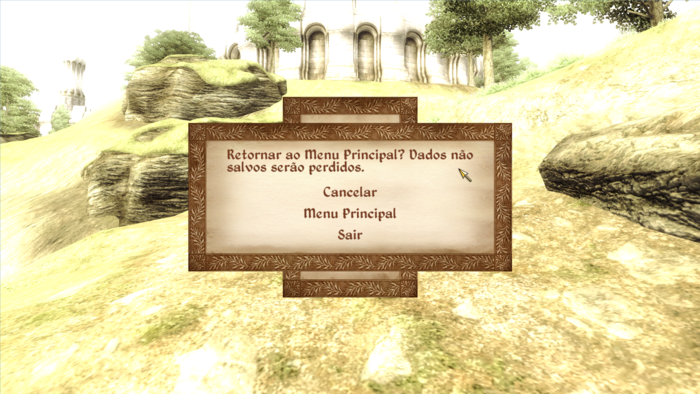 Retornar ao Menu Principal? Dados não
salvos serão perdidos.
Cancelar
Menu Principal
Sair